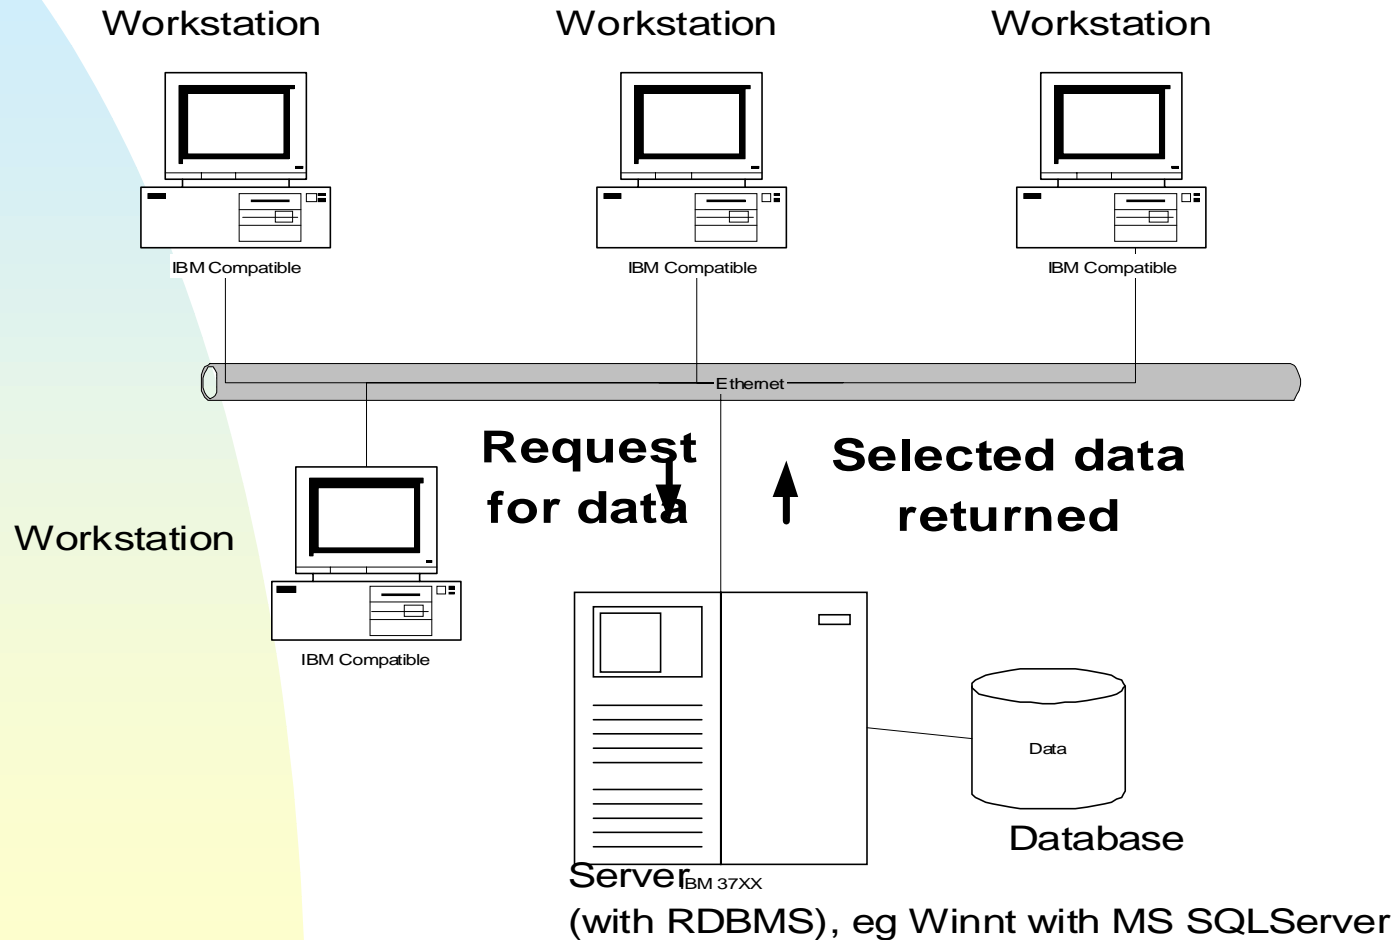 Workstation
Workstation
Workstation
IBM Compatible
IBM Compatible
IBM Compatible
Ethernet
Request
for data
Selected data
returned
Workstation
IBM Compatible
Data
Database
Server
IBM 37XX
(with RDBMS), eg Winnt with MS SQLServer